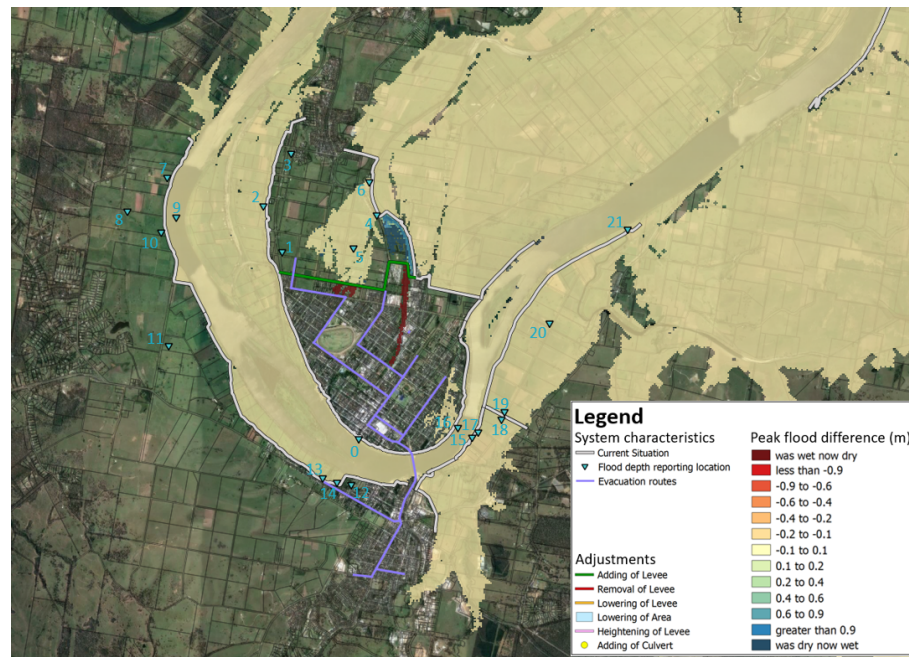 3
7
6
2
8
9
4
10
21
1
5
20
11
19
16
17
18
15
0
13
14
12
Legend
System characteristics
Current Situation
Flood depth reporting location
Evacuation routes
Adjustments
Adding of Levee
Removal of Levee
Lowering of Levee
Lowering of Area
Heightening of Levee
Adding of Culvert
Peak flood difference (m)
was wet now dry
less than -0.9
-0.9 to -0.6
-0.6 to -0.4
-0.4 to -0.2
-0.2 to -0.1
-0.1 to 0.1
0.1 to 0.2
0.2 to 0.4
0.4 to 0.6
0.6 to 0.9
greater than 0.9
was dry now wet